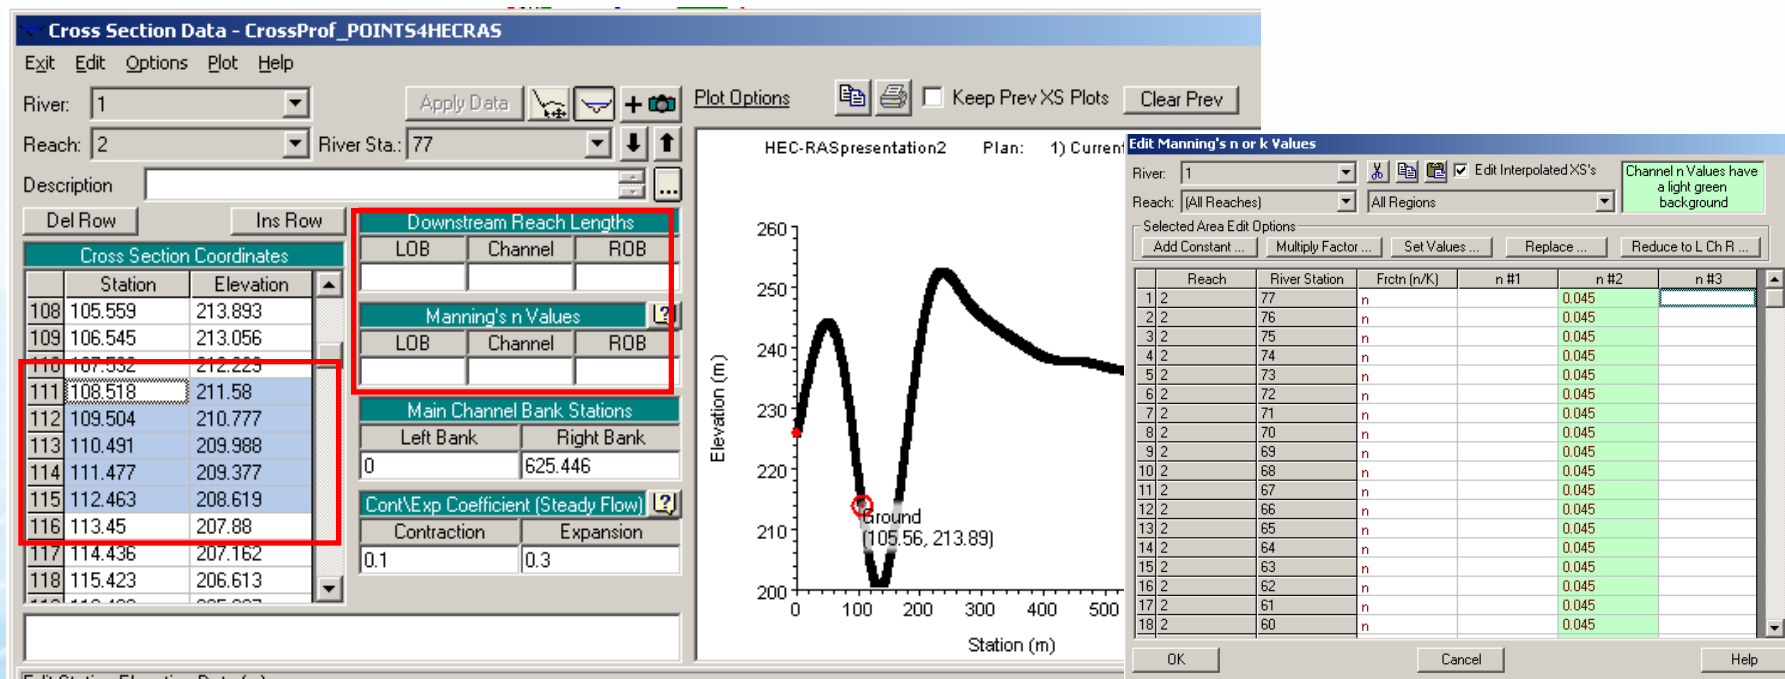 Cross Section Data - CrossProf_POINTS4HECRAS
Exit Edit Options Plot Help
River: 1 Apply Data
Reach: 2 River Sta.: 77
Description ...
Del Row Ins Row
Cross Section Coordinates
Station Elevation
108 105.559 213.893
109 106.545 213.056
110 107.532 212.223
111 108.518 211.58
112 109.504 210.777
113 110.491 209.988
114 111.477 209.377
115 112.463 208.619
116 113.45 207.88
117 114.436 207.162
118 115.423 206.613
Downstream Reach Lengths
LOB Channel ROB
Manning's n Values
LOB Channel ROB
Main Channel Bank Stations
Left Bank Right Bank
0 625.446
Cont\Exp Coefficient (Steady Flow)
Contraction Expansion
0.1 0.3
Edit Station Elevation Data (m)
Plot Options Keep Prev XS Plots Clear Prev
HEC-RASpresentation2 Plan: 1) Current
Elevation (m)
260
250
240
230
220
210
200
Ground
(105.56, 213.89)
0 100 200 300 400 500
Station (m)
Edit Manning's n or k Values
River: 1 Edit Interpolated XS's
Reach: (All Reaches) All Regions
Channel n Values have
a light green
background
Selected Area Edit Options
Add Constant ... Multiply Factor ... Set Values ... Replace ... Reduce to L Ch R ...
Reach River Station Frctn (n/K) n #1 n #2 n #3
1 2 77 n 0.045
2 2 76 n 0.045
3 2 75 n 0.045
4 2 74 n 0.045
5 2 73 n 0.045
6 2 72 n 0.045
7 2 71 n 0.045
8 2 70 n 0.045
9 2 69 n 0.045
10 2 68 n 0.045
11 2 67 n 0.045
12 2 66 n 0.045
13 2 65 n 0.045
14 2 64 n 0.045
15 2 63 n 0.045
16 2 62 n 0.045
17 2 61 n 0.045
18 2 60 n 0.045
OK Cancel Help